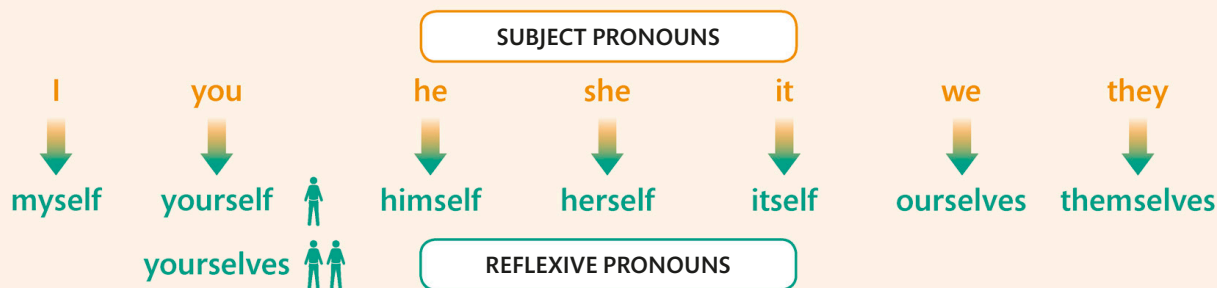 SUBJECT PRONOUNS
I you he she it we they
myself yourself himself herself itself ourselves themselves
yourselves
REFLEXIVE PRONOUNS